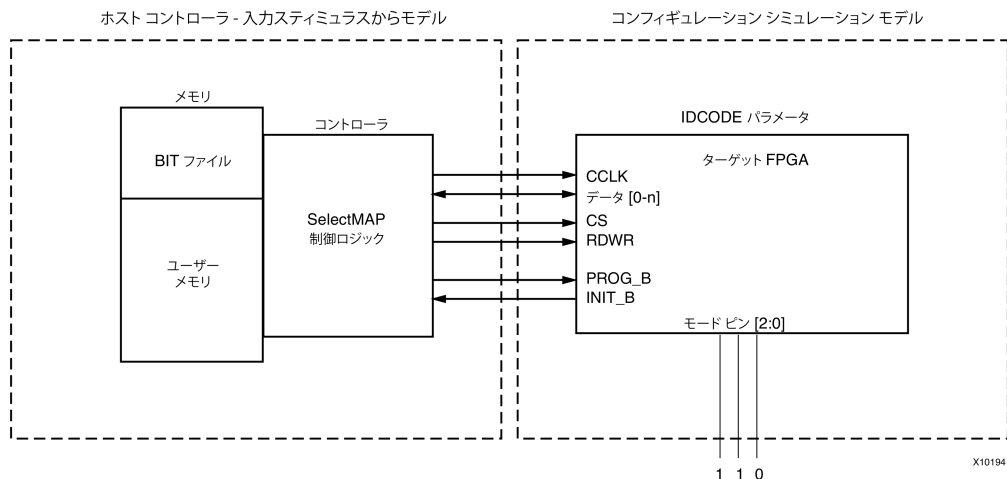 ホスト コントローラ - 入力スティミュラスからモデル
コンフィギュレーション シミュレーション モデル
メモリ
BIT ファイル
ユーザー
メモリ
コントローラ
SelectMAP
制御ロジック
IDCODE パラメータ
ターゲット FPGA
CCLK
データ [0-n]
CS
RDWR
PROG_B
INIT_B
モード ピン [2:0]
1 1 0
X10194